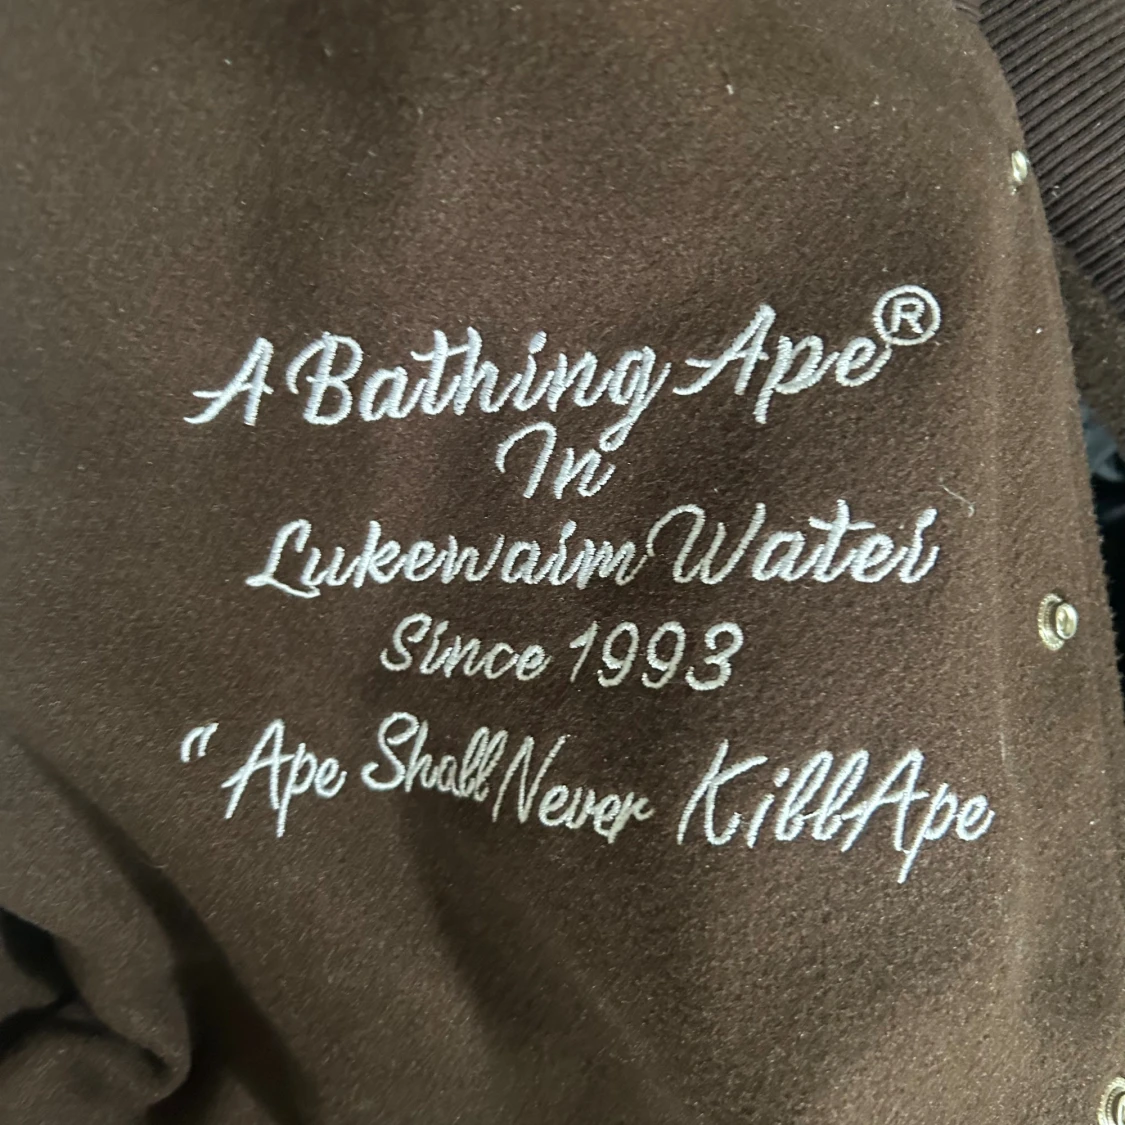 A Bathing Ape®
In
Lukewarm Water
Since 1993
"Ape Shall Never Kill Ape